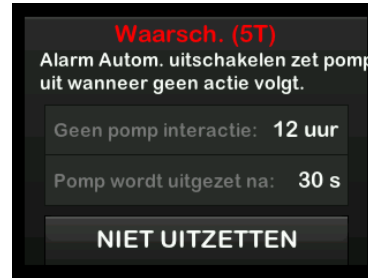 Waarsch. (5T)
Alarm Autom. uitschakelen zet pomp
uit wanneer geen actie volgt.
Geen pomp interactie: 12 uur
Pomp wordt uitgezet na: 30 s
NIET UITZETTEN